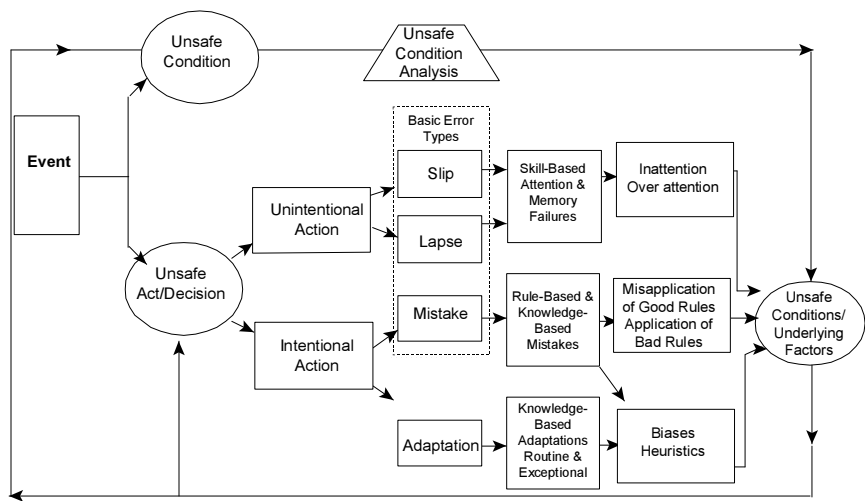 Unsafe
Condition
Unsafe
Condition
Analysis
Event
Basic Error
Types
Slip
Skill-Based
Attention &
Memory
Failures
Inattention
Over attention
Unintentional
Action
Lapse
Unsafe
Act/Decision
Mistake
Rule-Based &
Knowledge-
Based
Mistakes
Misapplication
of Good Rules
Application of
Bad Rules
Unsafe
Conditions/
Underlying
Factors
Intentional
Action
Adaptation
Knowledge-
Based
Adaptations
Routine &
Exceptional
Biases
Heuristics